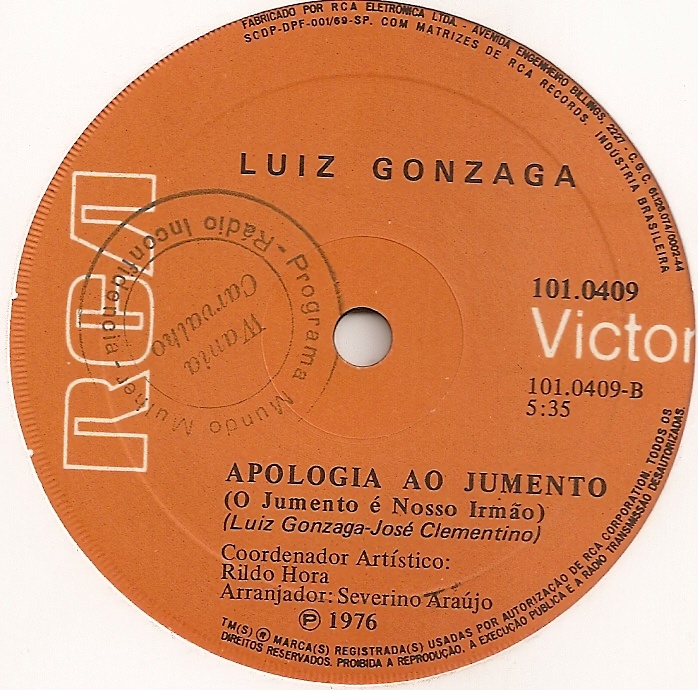 FABRICADO POR RCA ELETRÔNICA LTDA. - AVENIDA ENGENHEIRO BILLINGS, 2227 - C.G.C. 61.126.074/0002-44
SCDP-DPF-001/69-SP. COM MATRIZES DE RCA RECORDS. INDÚSTRIA BRASILEIRA
LUIZ GONZAGA
RCA
Programa Mundo Mulher - Rádio Inconfidencia -
Wania
Carvalho
101.0409
Victor
101.0409-B
5:35
APOLOGIA AO JUMENTO
(O Jumento é Nosso Irmão)
(Luiz Gonzaga-José Clementino)
Coordenador Artístico:
Rildo Hora
Arranjador: Severino Araújo
Ⓟ 1976
TM(S) ® MARCA(S) REGISTRADA(S) USADAS POR AUTORIZAÇÃO DE RCA CORPORATION. TODOS OS
DIREITOS RESERVADOS. PROIBIDA A REPRODUÇÃO, A EXECUÇÃO PÚBLICA E A RÁDIO TRANSMISSÃO DESAUTORIZADAS.